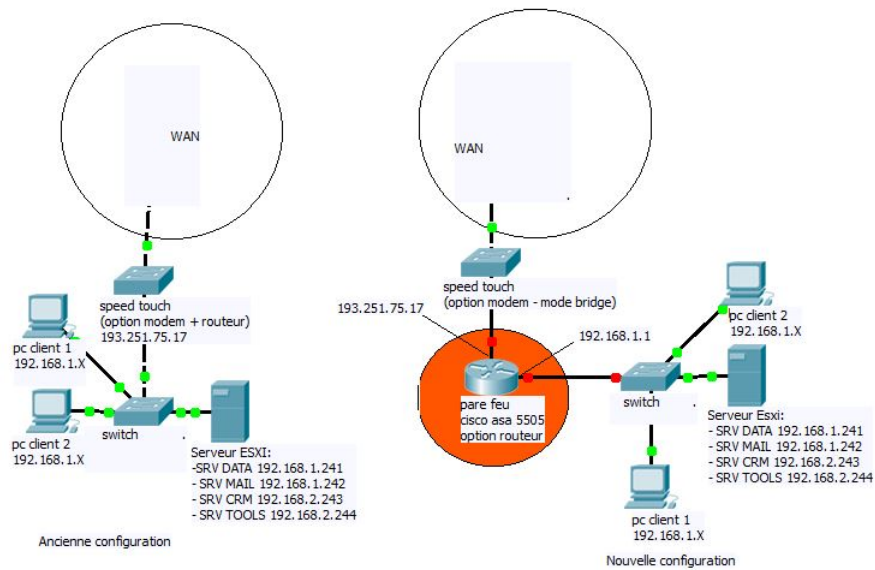 WAN
speed touch
(option modem + routeur)
193.251.75.17
pc client 1
192.168.1.X
pc client 2
192.168.1.X
switch
Serveur ESXI:
-SRV DATA 192.168.1.241
- SRV MAIL 192.168.1.242
- SRV CRM 192.168.2.243
- SRV TOOLS 192.168.2.244
Ancienne configuration
WAN
speed touch
(option modem - mode bridge)
193.251.75.17
192.168.1.1
pare feu
cisco asa 5505
option routeur
pc client 2
192.168.1.X
switch
Serveur Esxi:
- SRV DATA 192.168.1.241
- SRV MAIL 192.168.1.242
- SRV CRM 192.168.2.243
- SRV TOOLS 192.168.2.244
pc client 1
192.168.1.X
Nouvelle configuration